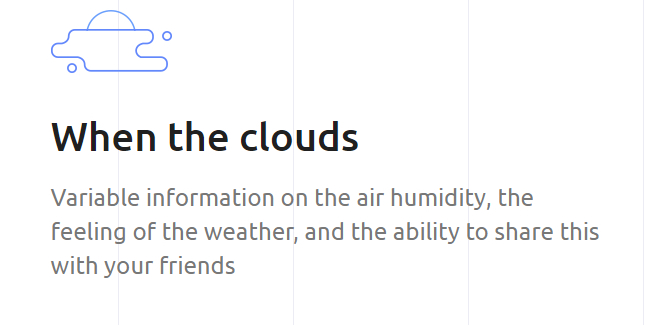 When the clouds
Variable information on the air humidity, the
feeling of the weather, and the ability to share this
with your friends